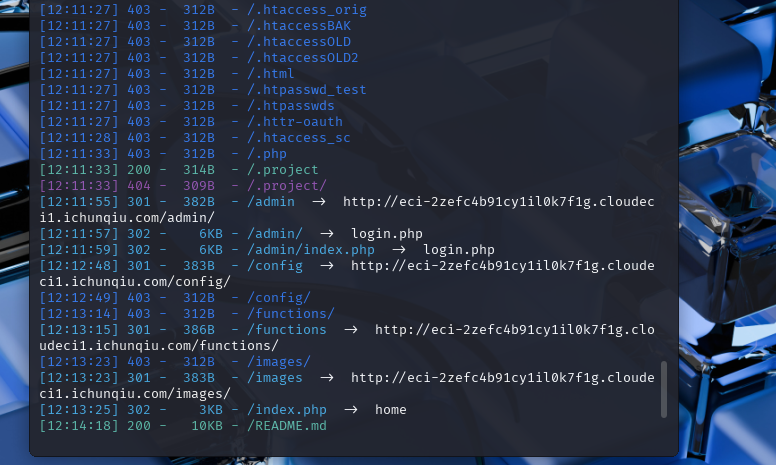 [12:11:27] 403 -  312B  - /.htaccess_orig
[12:11:27] 403 -  312B  - /.htaccessBAK
[12:11:27] 403 -  312B  - /.htaccessOLD
[12:11:27] 403 -  312B  - /.htaccessOLD2
[12:11:27] 403 -  312B  - /.html
[12:11:27] 403 -  312B  - /.htpasswd_test
[12:11:27] 403 -  312B  - /.htpasswds
[12:11:27] 403 -  312B  - /.httr-oauth
[12:11:28] 403 -  312B  - /.htaccess_sc
[12:11:33] 403 -  312B  - /.php
[12:11:33] 200 -  314B  - /.project
[12:11:33] 404 -  309B  - /.project/
[12:11:55] 301 -  382B  - /admin  ->  http://eci-2zefc4b91cy1il0k7f1g.cloudec
i1.ichunqiu.com/admin/
[12:11:57] 302 -    6KB - /admin/  ->  login.php
[12:11:59] 302 -    6KB - /admin/index.php  ->  login.php
[12:12:48] 301 -  383B  - /config  ->  http://eci-2zefc4b91cy1il0k7f1g.cloude
ci1.ichunqiu.com/config/
[12:12:49] 403 -  312B  - /config/
[12:13:14] 403 -  312B  - /functions/
[12:13:15] 301 -  386B  - /functions  ->  http://eci-2zefc4b91cy1il0k7f1g.clo
udeci1.ichunqiu.com/functions/
[12:13:23] 403 -  312B  - /images/
[12:13:23] 301 -  383B  - /images  ->  http://eci-2zefc4b91cy1il0k7f1g.cloude
ci1.ichunqiu.com/images/
[12:13:25] 302 -    3KB - /index.php  ->  home
[12:14:18] 200 -   10KB - /README.md